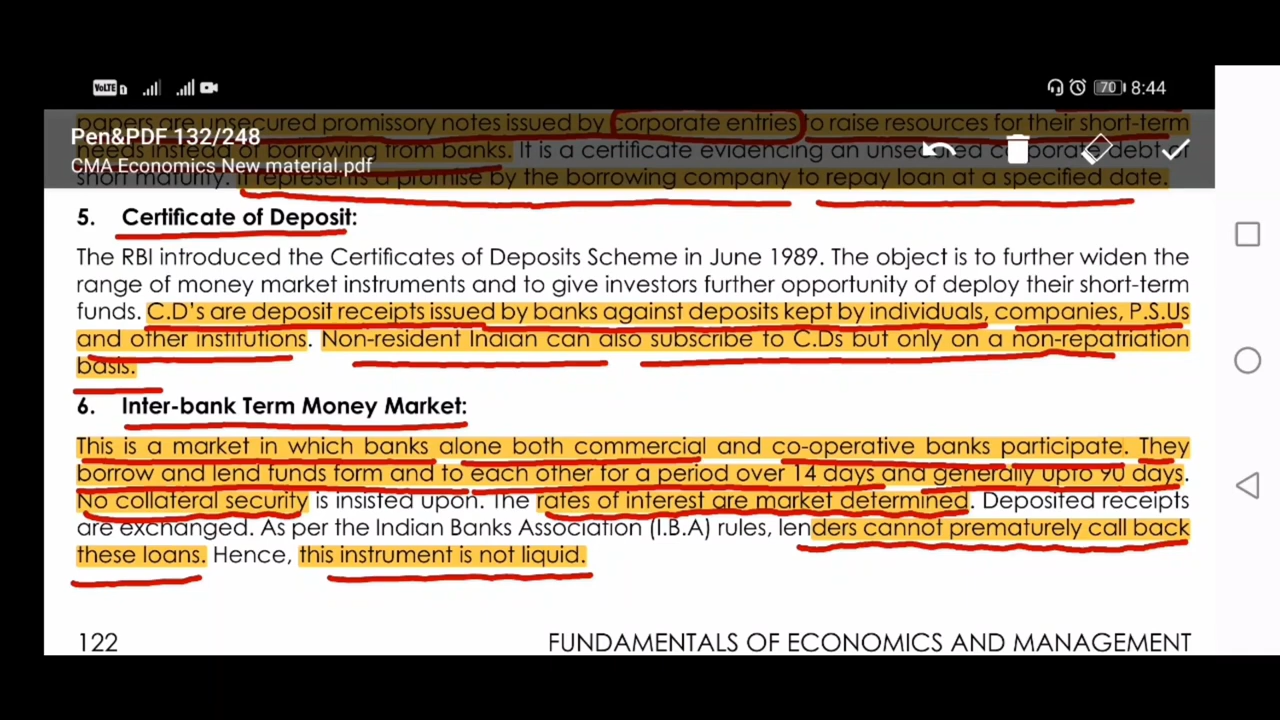 VoLTE 1 70 8:44
papers are unsecured promissory notes issued by corporate entries to raise resources for their short-term
Pen&PDF 132/248
needs instead of borrowing from banks. It is a certificate evidencing an unsecured corporate debt of
CMA Economics New material.pdf
short maturity. It represents a promise by the borrowing company to repay loan at a specified date.
5. Certificate of Deposit:
The RBI introduced the Certificates of Deposits Scheme in June 1989. The object is to further widen the
range of money market instruments and to give investors further opportunity of deploy their short-term
funds. C.D's are deposit receipts issued by banks against deposits kept by individuals, companies, P.S.Us
and other institutions. Non-resident Indian can also subscribe to C.Ds but only on a non-repatriation
basis.
6. Inter-bank Term Money Market:
This is a market in which banks alone both commercial and co-operative banks participate. They
borrow and lend funds form and to each other for a period over 14 days and generally upto 90 days.
No collateral security is insisted upon. The rates of interest are market determined. Deposited receipts
are exchanged. As per the Indian Banks Association (I.B.A) rules, lenders cannot prematurely call back
these loans. Hence, this instrument is not liquid.
122 FUNDAMENTALS OF ECONOMICS AND MANAGEMENT